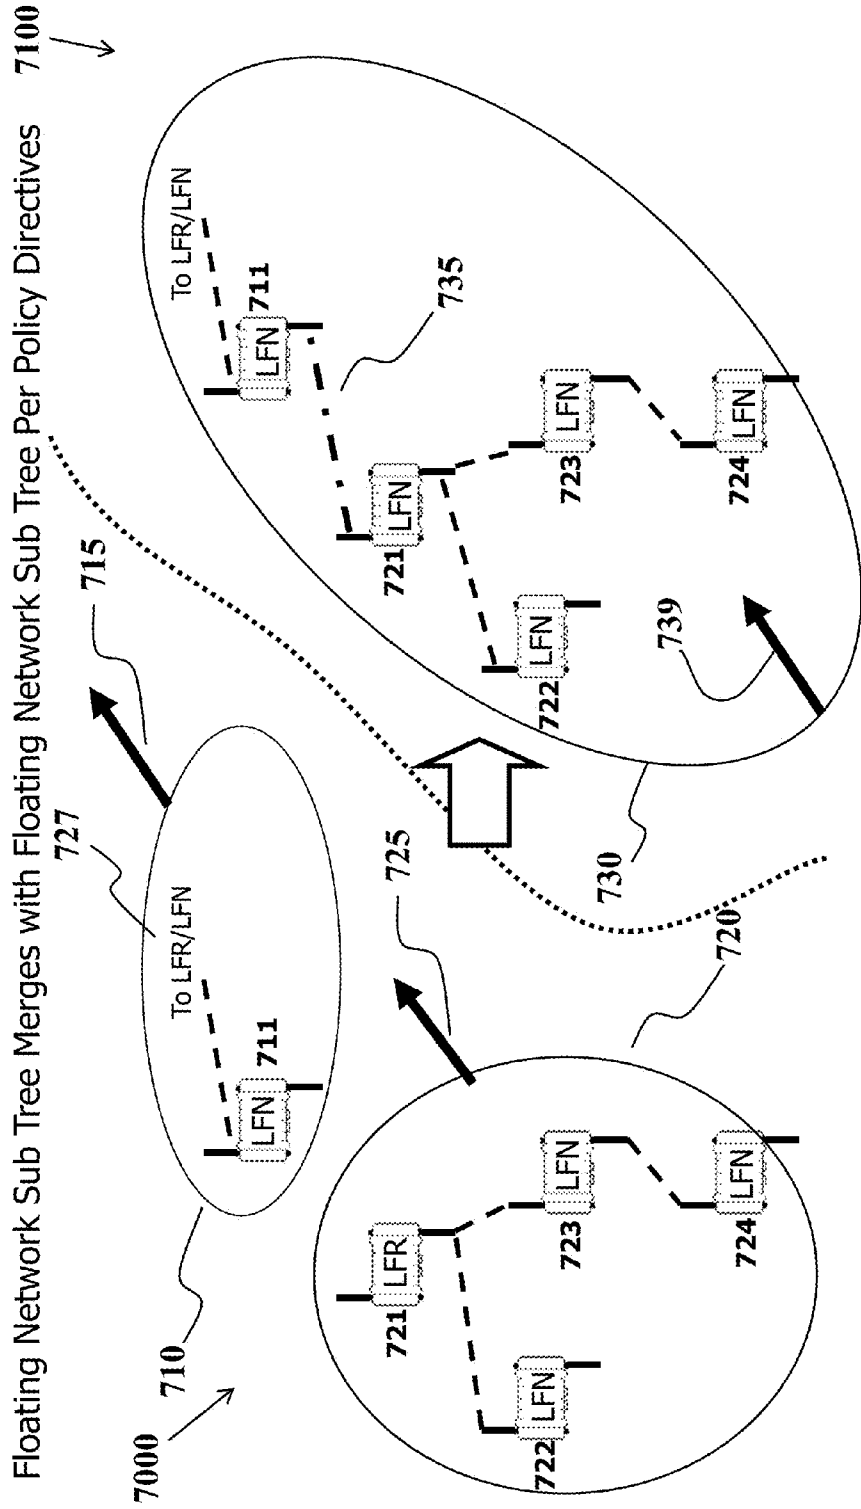 Floating Network Sub Tree Merges with Floating Network Sub Tree Per Policy Directives
7000
7100
710
727
715
To LFR/LFN
LFN
711
720
725
LFR
721
LFN
722
LFN
723
LFN
724
730
735
739
To LFR/LFN
LFN
711
LFN
721
LFN
722
LFN
723
LFN
724